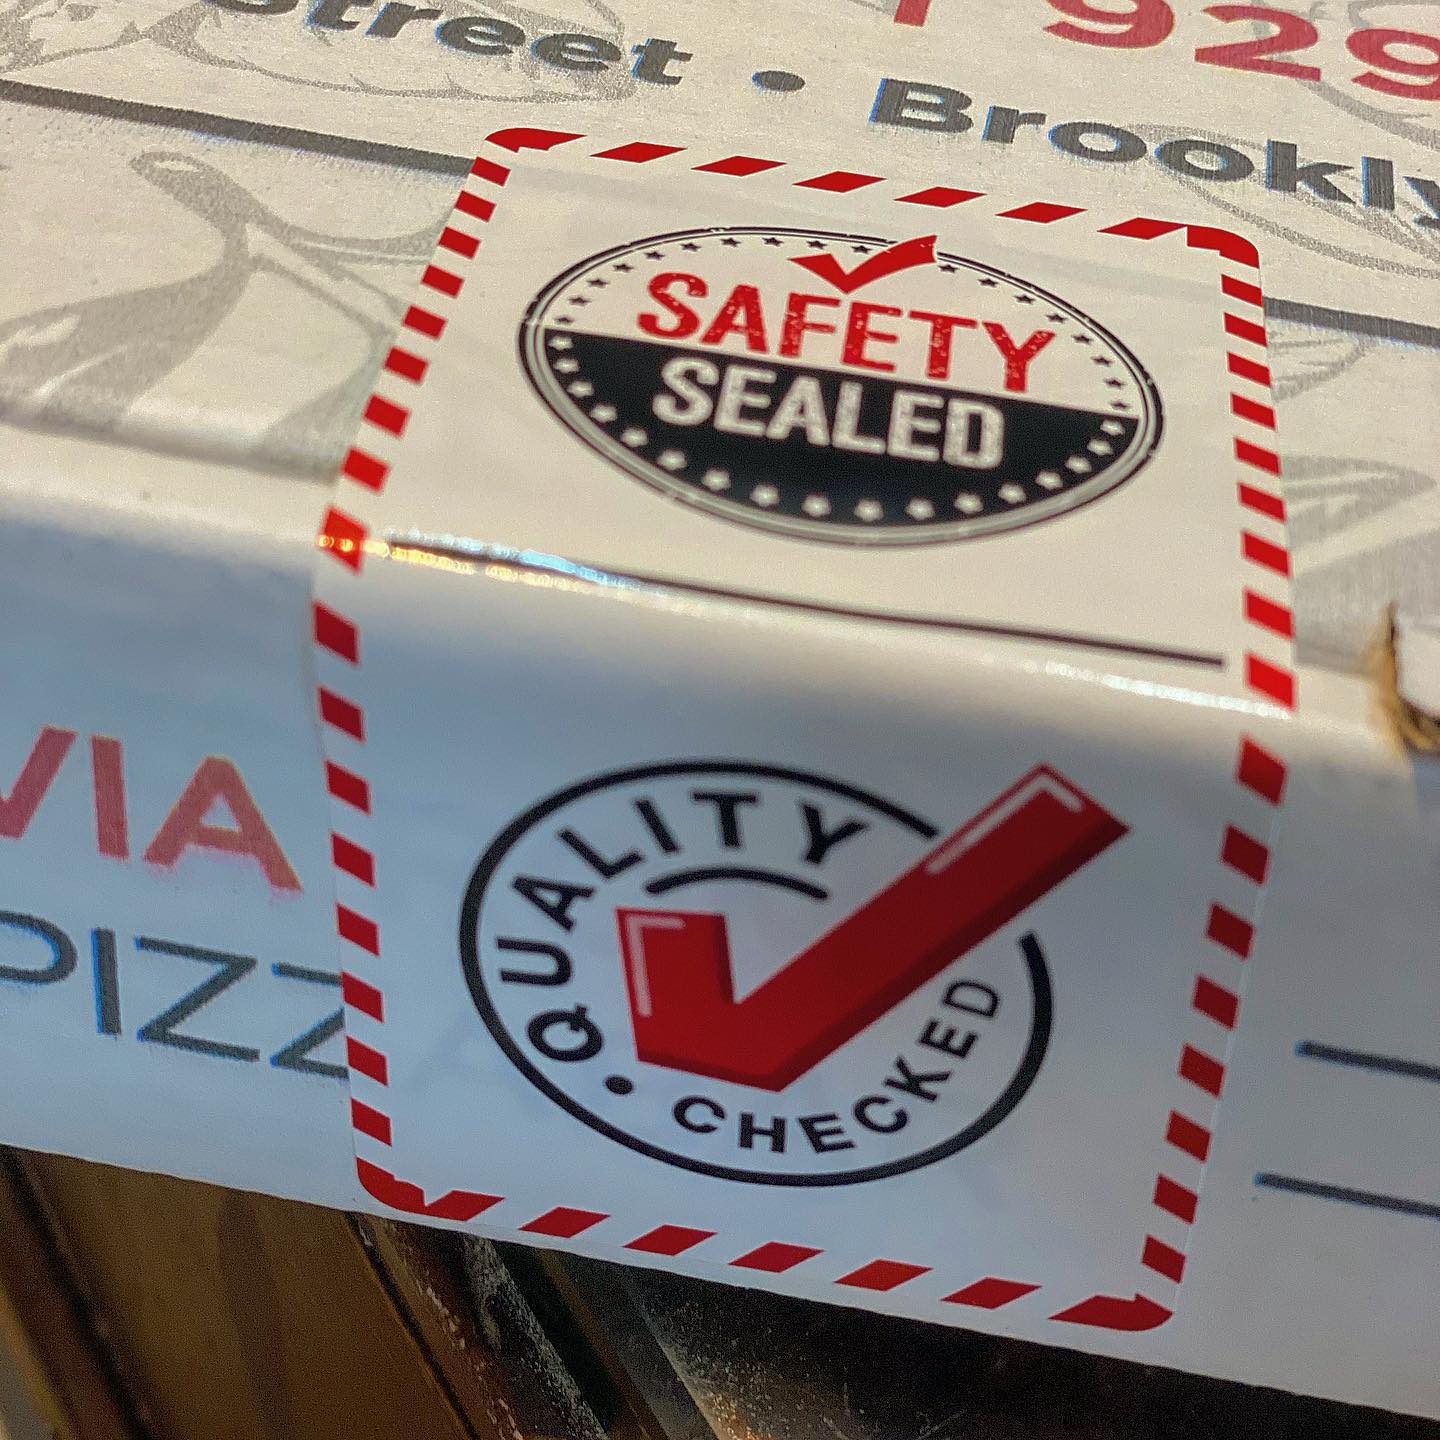 Street • Brookly
929
SAFETY
SEALED
VIA
PIZZ
QUALITY
• CHECKED